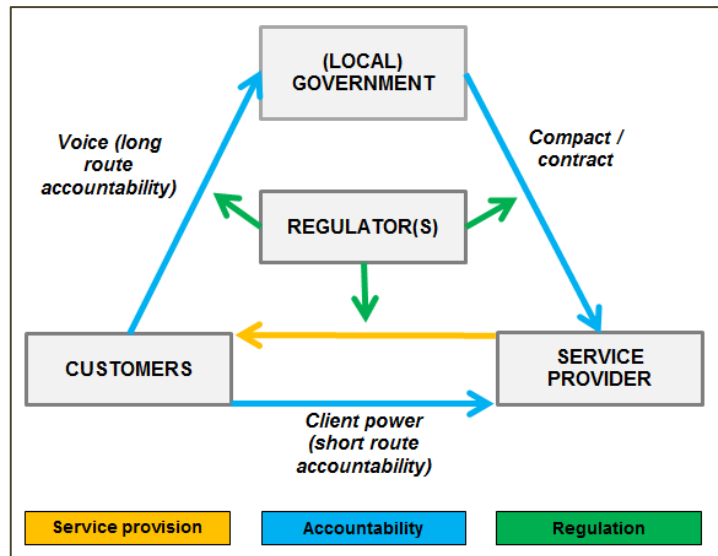 (LOCAL)
GOVERNMENT
Voice (long
route
accountability)
Compact /
contract
REGULATOR(S)
CUSTOMERS
SERVICE
PROVIDER
Client power
(short route
accountability)
Service provision
Accountability
Regulation